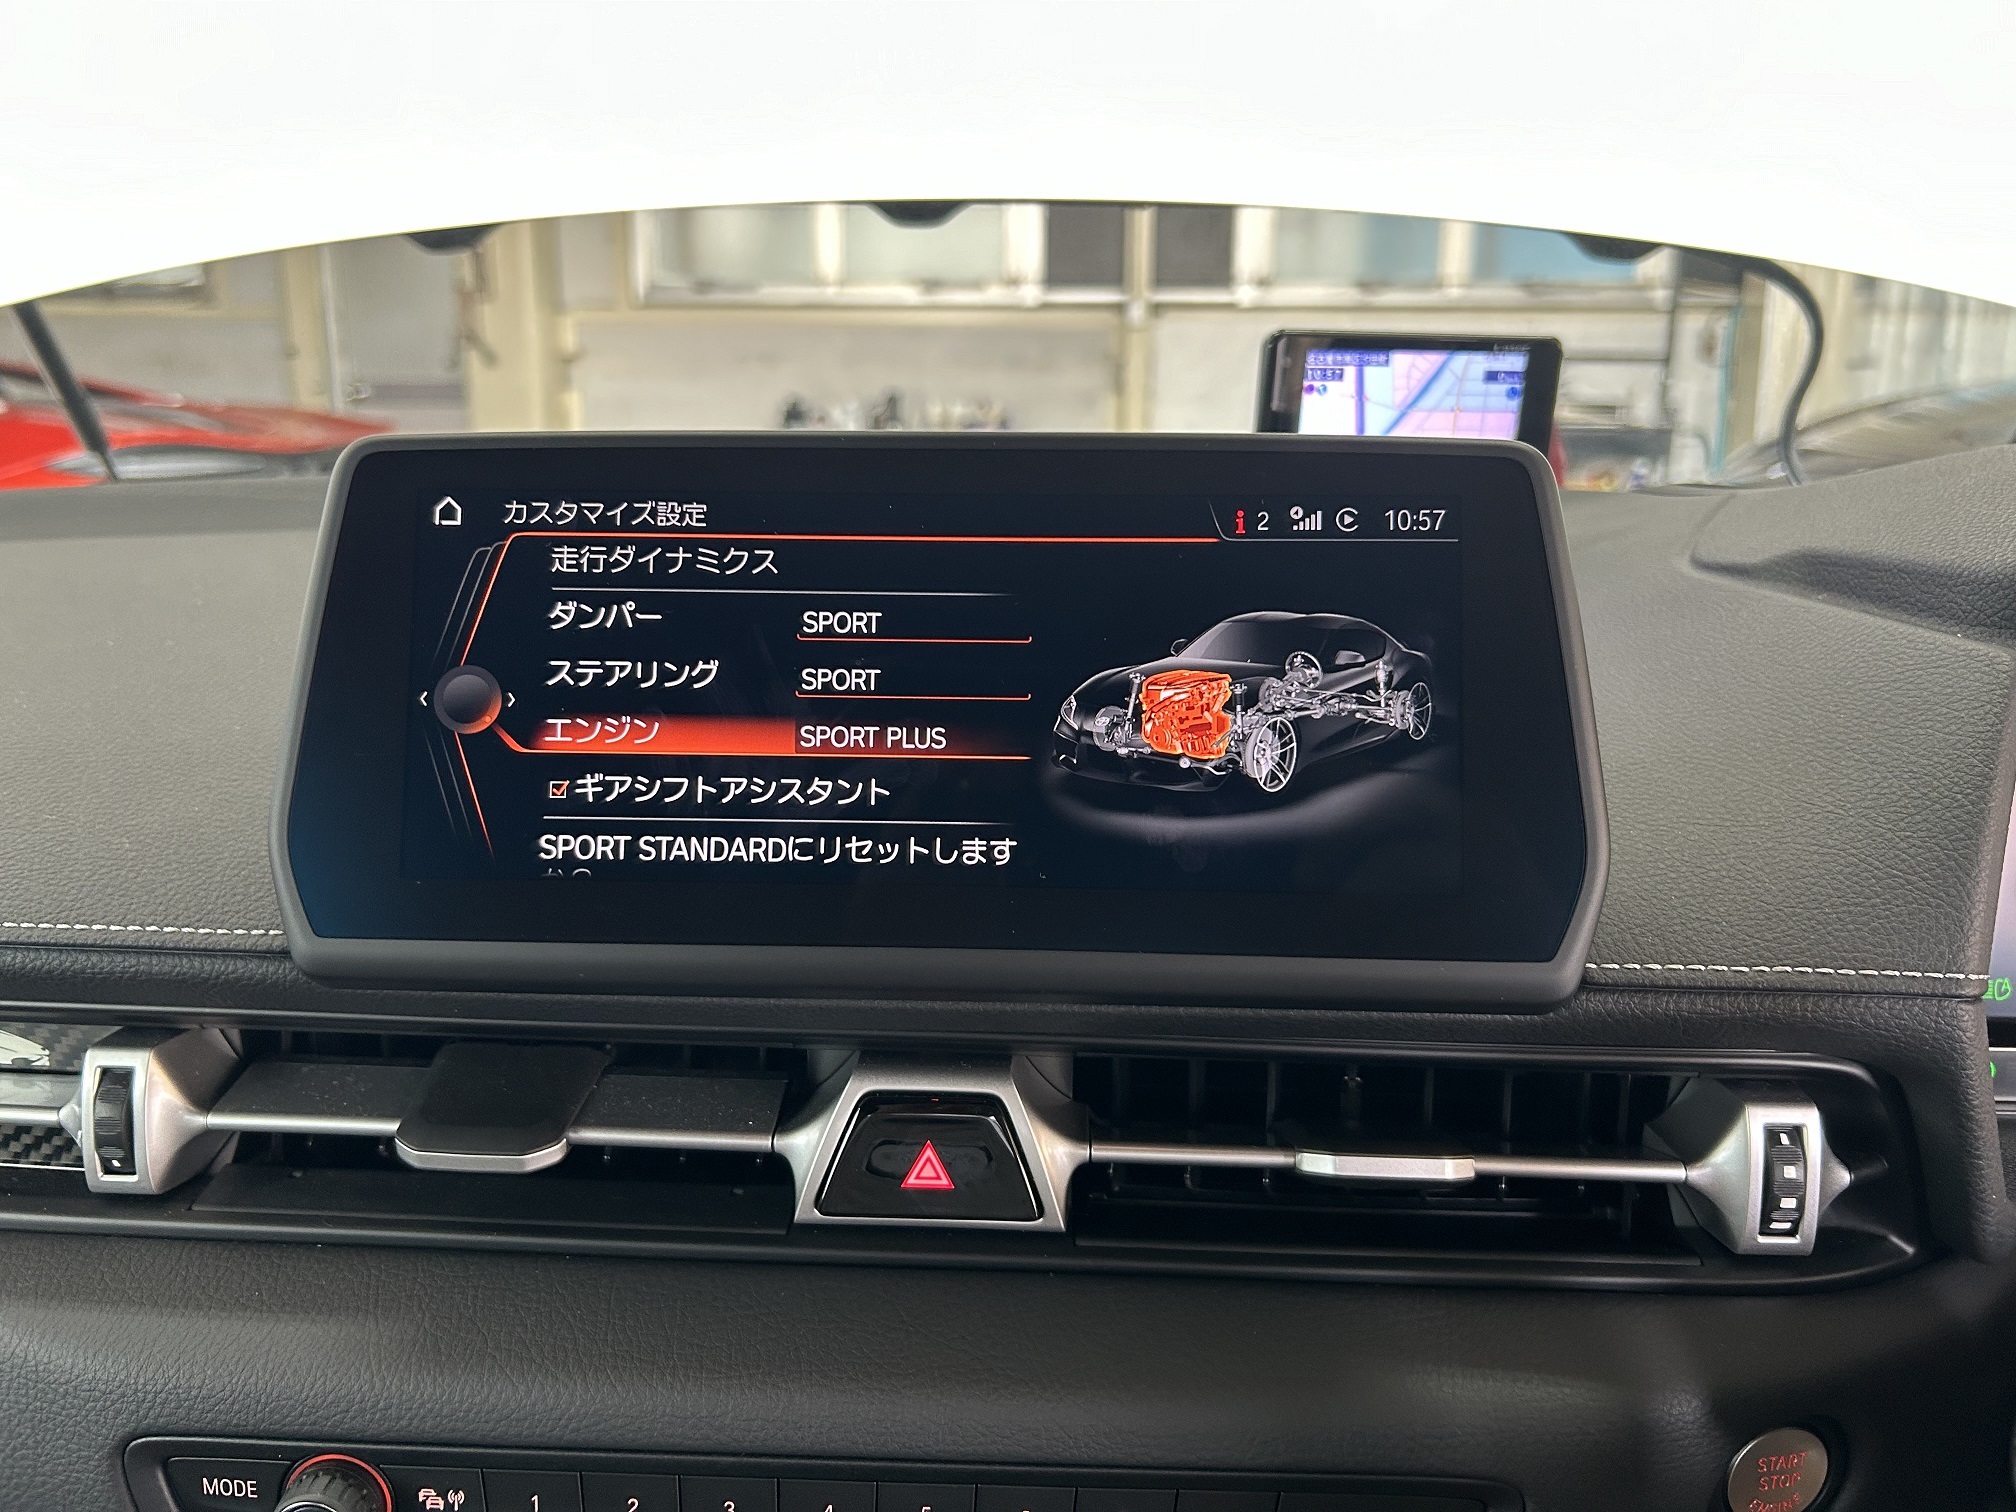 カスタマイズ設定
2
10:57
走行ダイナミクス
ダンパー SPORT
ステアリング SPORT
エンジン SPORT PLUS
ギアシフトアシスタント
SPORT STANDARDにリセットします
MODE
1 2 3 4 5
START
STOP
ENGINE